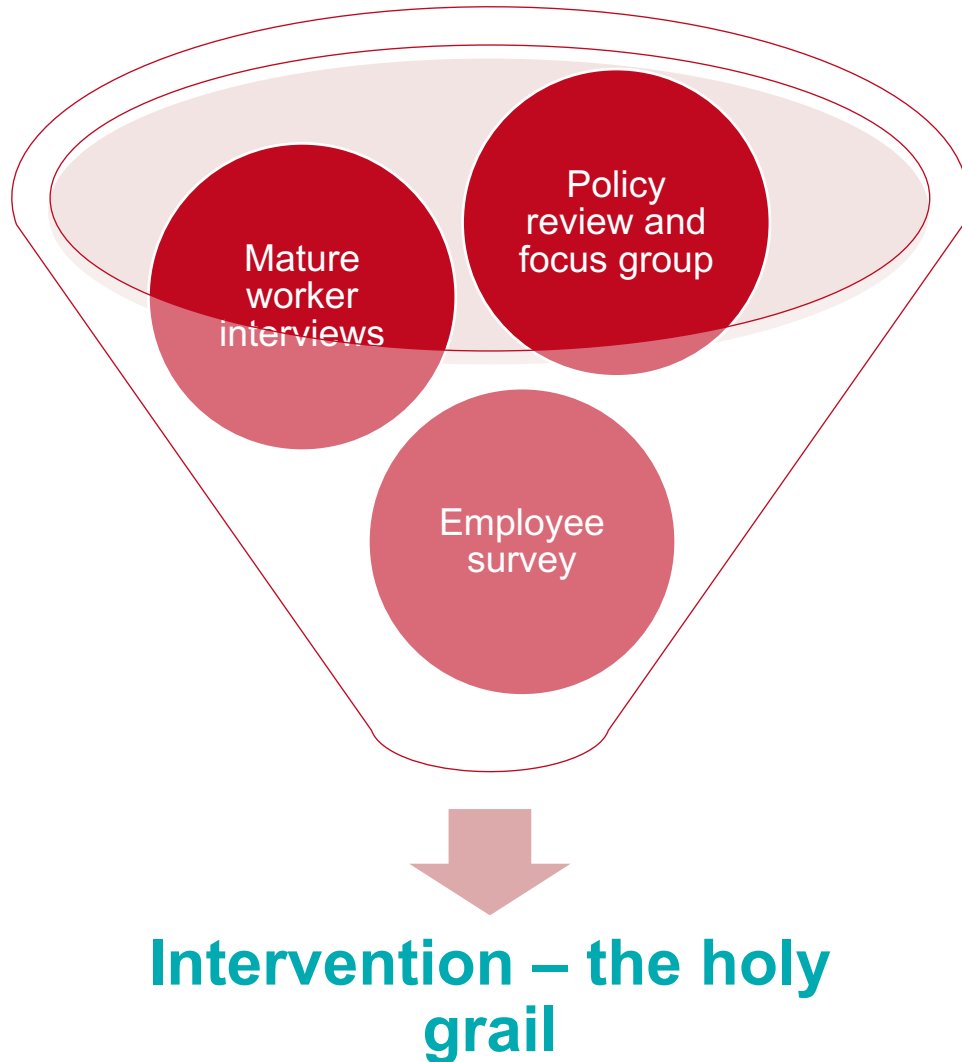 Policy
review and
focus group
Mature
worker
interviews
Employee
survey
Intervention – the holy
grail